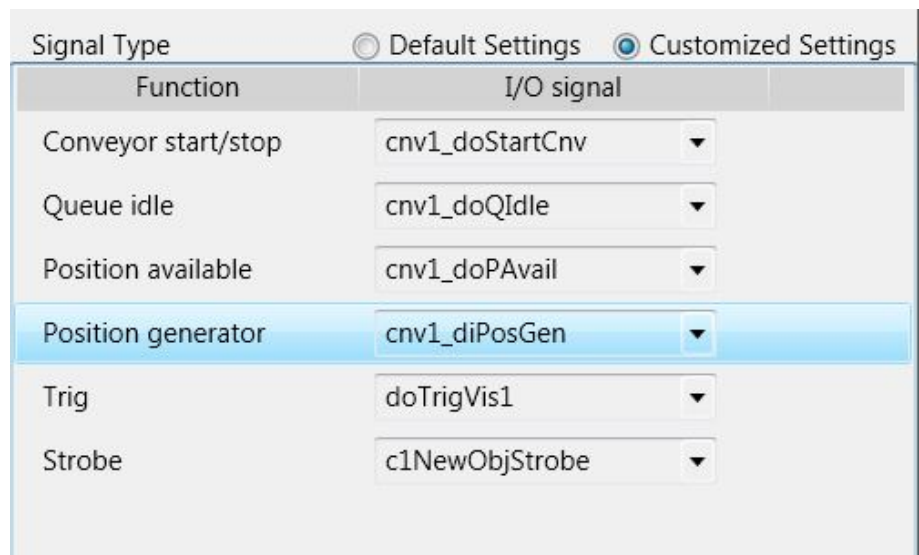 Signal Type Default Settings Customized Settings
Function I/O signal
Conveyor start/stop cnv1_doStartCnv
Queue idle cnv1_doQIdle
Position available cnv1_doPAvail
Position generator cnv1_diPosGen
Trig doTrigVis1
Strobe c1NewObjStrobe